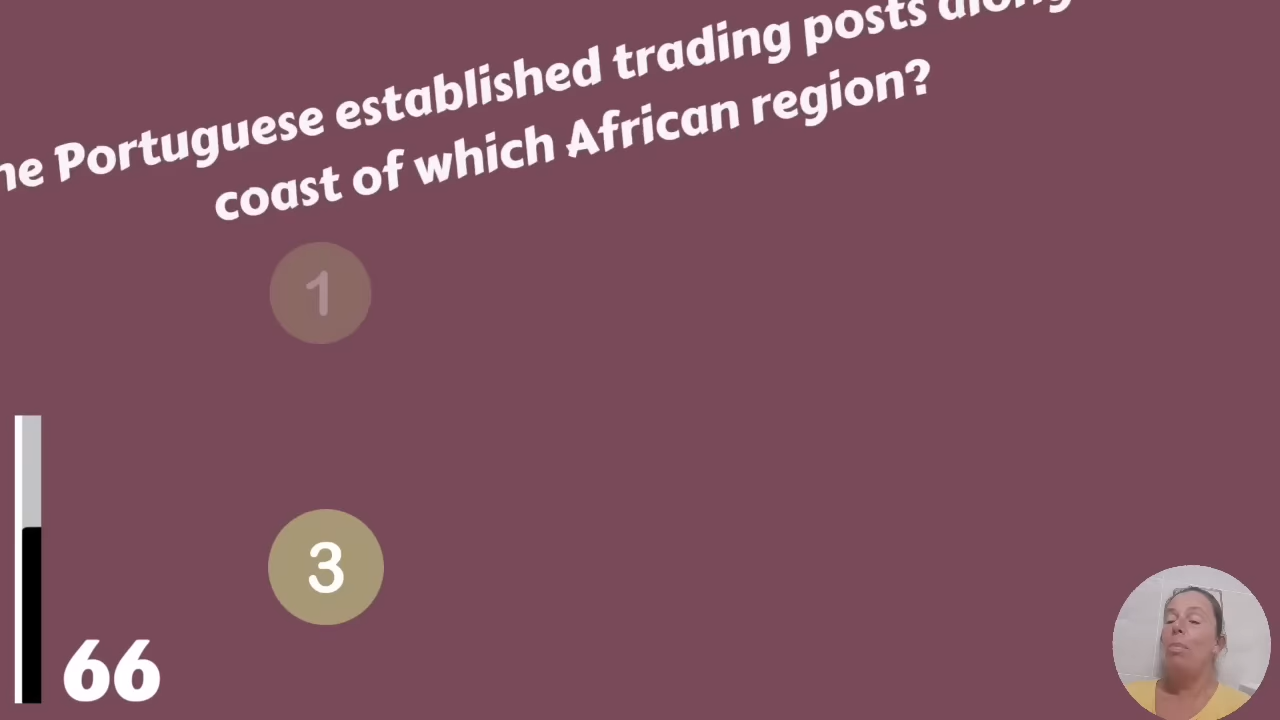 he Portuguese established trading posts along
coast of which African region?
1
3
66